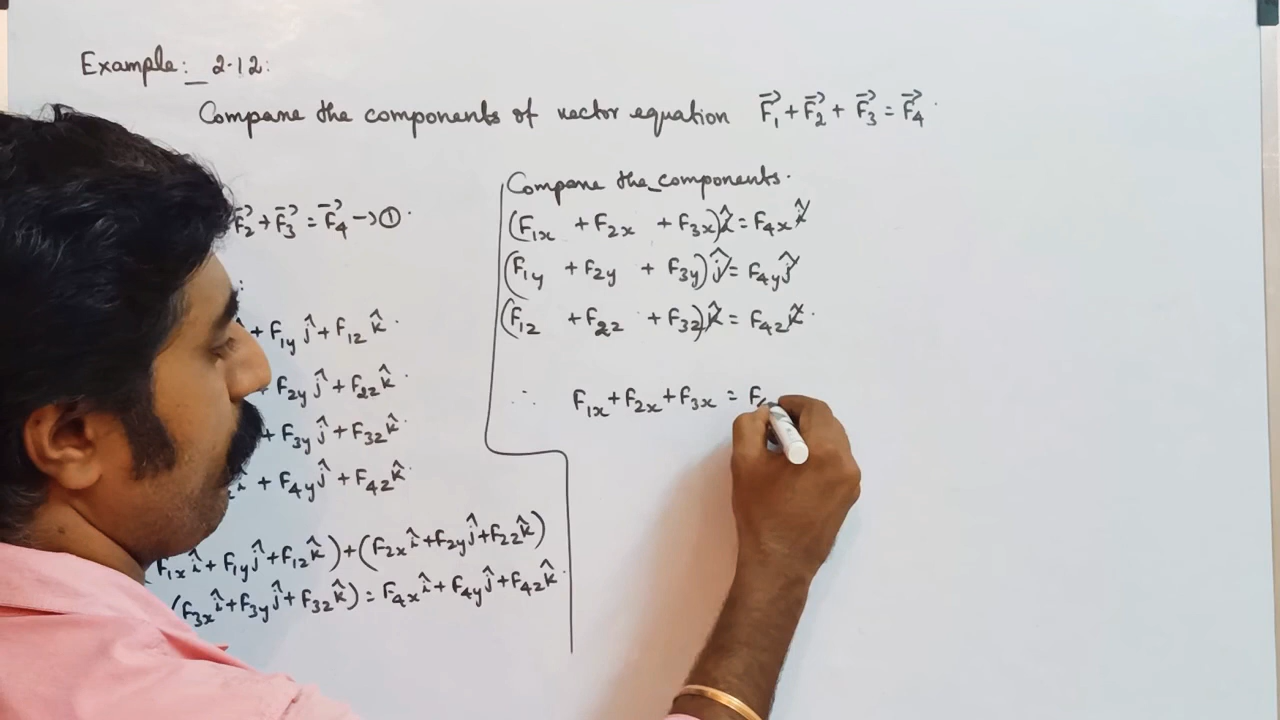 Example:_ 2.12:
Compare the components of vector equation F⃗₁ + F⃗₂ + F⃗₃ = F⃗₄.
F⃗₂ + F⃗₃ = F⃗₄ → ①.
:
+ F₁y ĵ + F₁z k̂.
F₂y ĵ + F₂z k̂.
+ F₃y ĵ + F₃z k̂.
î + F₄y ĵ + F₄z k̂
F₁x î + F₁y ĵ + F₁z k̂) + (F₂x î + F₂y ĵ + F₂z k̂)
(F₃x î + F₃y ĵ + F₃z k̂) = F₄x î + F₄y ĵ + F₄z k̂.
Compare the_components.
(F₁x + F₂x + F₃x) î = F₄x î
(F₁y + F₂y + F₃y) ĵ = F₄y ĵ
(F₁z + F₂z + F₃z) k̂ = F₄z k̂.
∴ F₁x + F₂x + F₃x = F₄